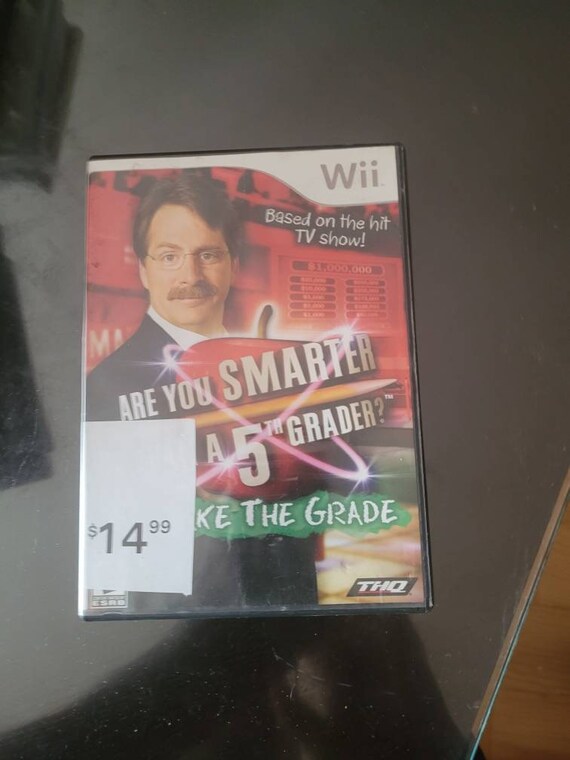 Wii
Based on the hit
TV show!
$1,000,000
MA
ARE YOU SMARTER
A 5TH GRADER?™
KE THE GRADE
$14.99
THQ
ESRB